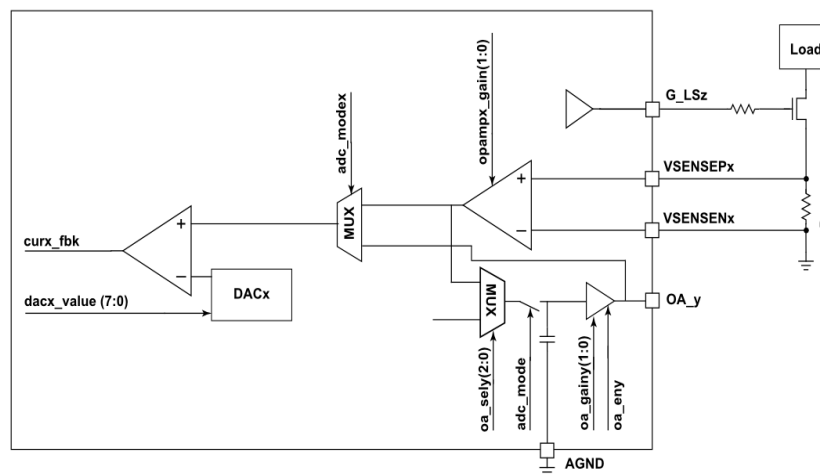 Load
G_LSz
opampx_gain(1:0)
adc_modex
VSENSEPx
+
MUX
+
VSENSENx
−
curx_fbk
−
DACx
dacx_value (7:0)
MUX
OA_y
oa_sely(2:0)
adc_mode
oa_gainy(1:0)
oa_eny
AGND